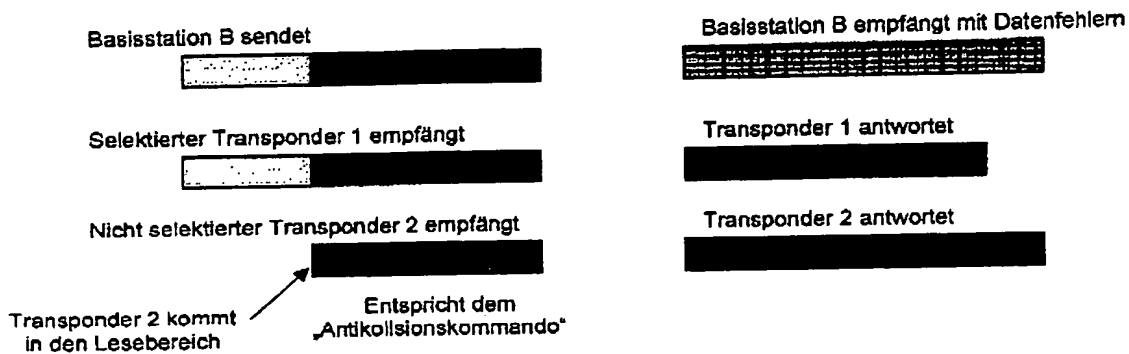 Basisstation B sendet
Basisstation B empfängt mit Datenfehlern
Selektierter Transponder 1 empfängt
Transponder 1 antwortet
Nicht selektierter Transponder 2 empfängt
Transponder 2 antwortet
Transponder 2 kommt
in den Lesebereich
Entspricht dem
„Antikollsionskommando“